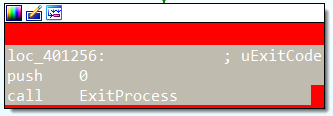 loc_401256: ; uExitCode
push 0
call ExitProcess